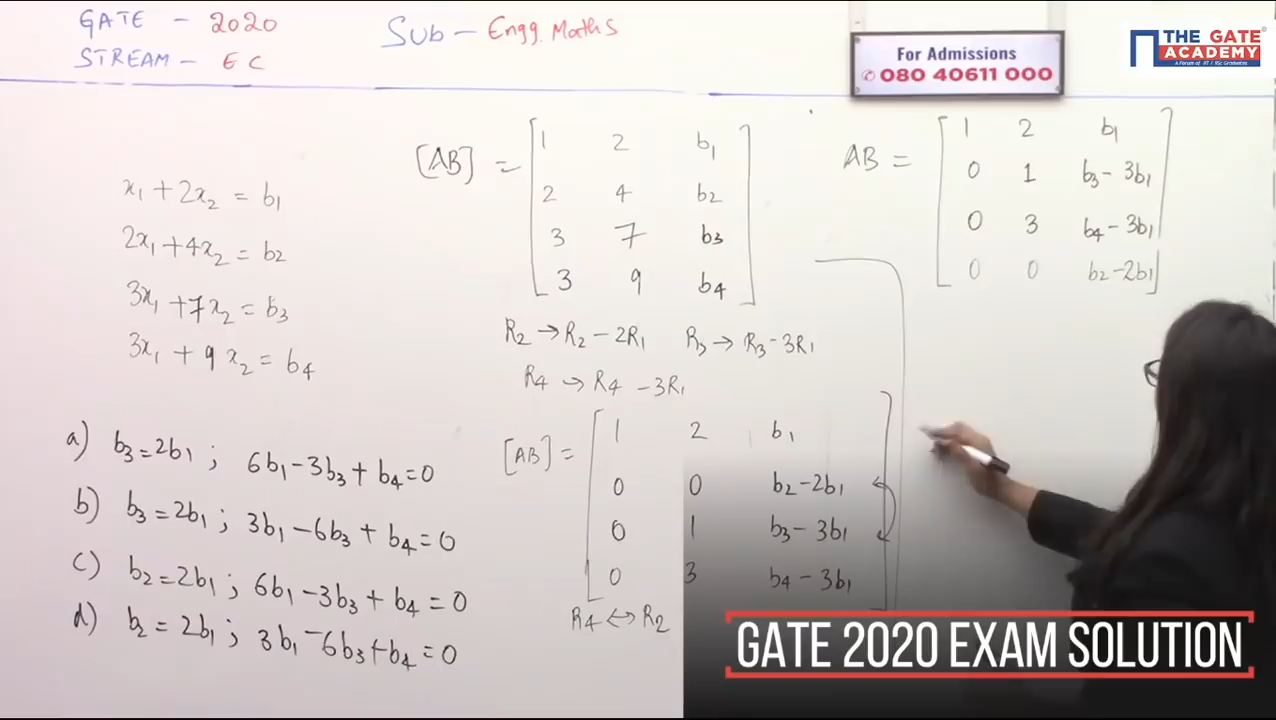 GATE - 2020
STREAM - EC
Sub - Engg. Maths
For Admissions
080 40611 000
THE GATE
ACADEMY
x₁ + 2x₂ = b₁
2x₁ + 4x₂ = b₂
3x₁ + 7x₂ = b₃
3x₁ + 9x₂ = b₄
a) b₃ = 2b₁ ; 6b₁ - 3b₃ + b₄ = 0
b) b₃ = 2b₁ ; 3b₁ - 6b₃ + b₄ = 0
c) b₂ = 2b₁ ; 6b₁ - 3b₃ + b₄ = 0
d) b₂ = 2b₁ ; 3b₁ - 6b₃ + b₄ = 0
[AB] =
1 2 b₁
2 4 b₂
3 7 b₃
3 9 b₄
R₂ → R₂ - 2R₁ R₃ → R₃ - 3R₁
R₄ → R₄ - 3R₁
[AB] =
1 2 b₁
0 0 b₂ - 2b₁
0 1 b₃ - 3b₁
0 3 b₄ - 3b₁
R₄ ↔ R₂
AB =
1 2 b₁
0 1 b₃ - 3b₁
0 3 b₄ - 3b₁
0 0 b₂ - 2b₁
GATE 2020 EXAM SOLUTION